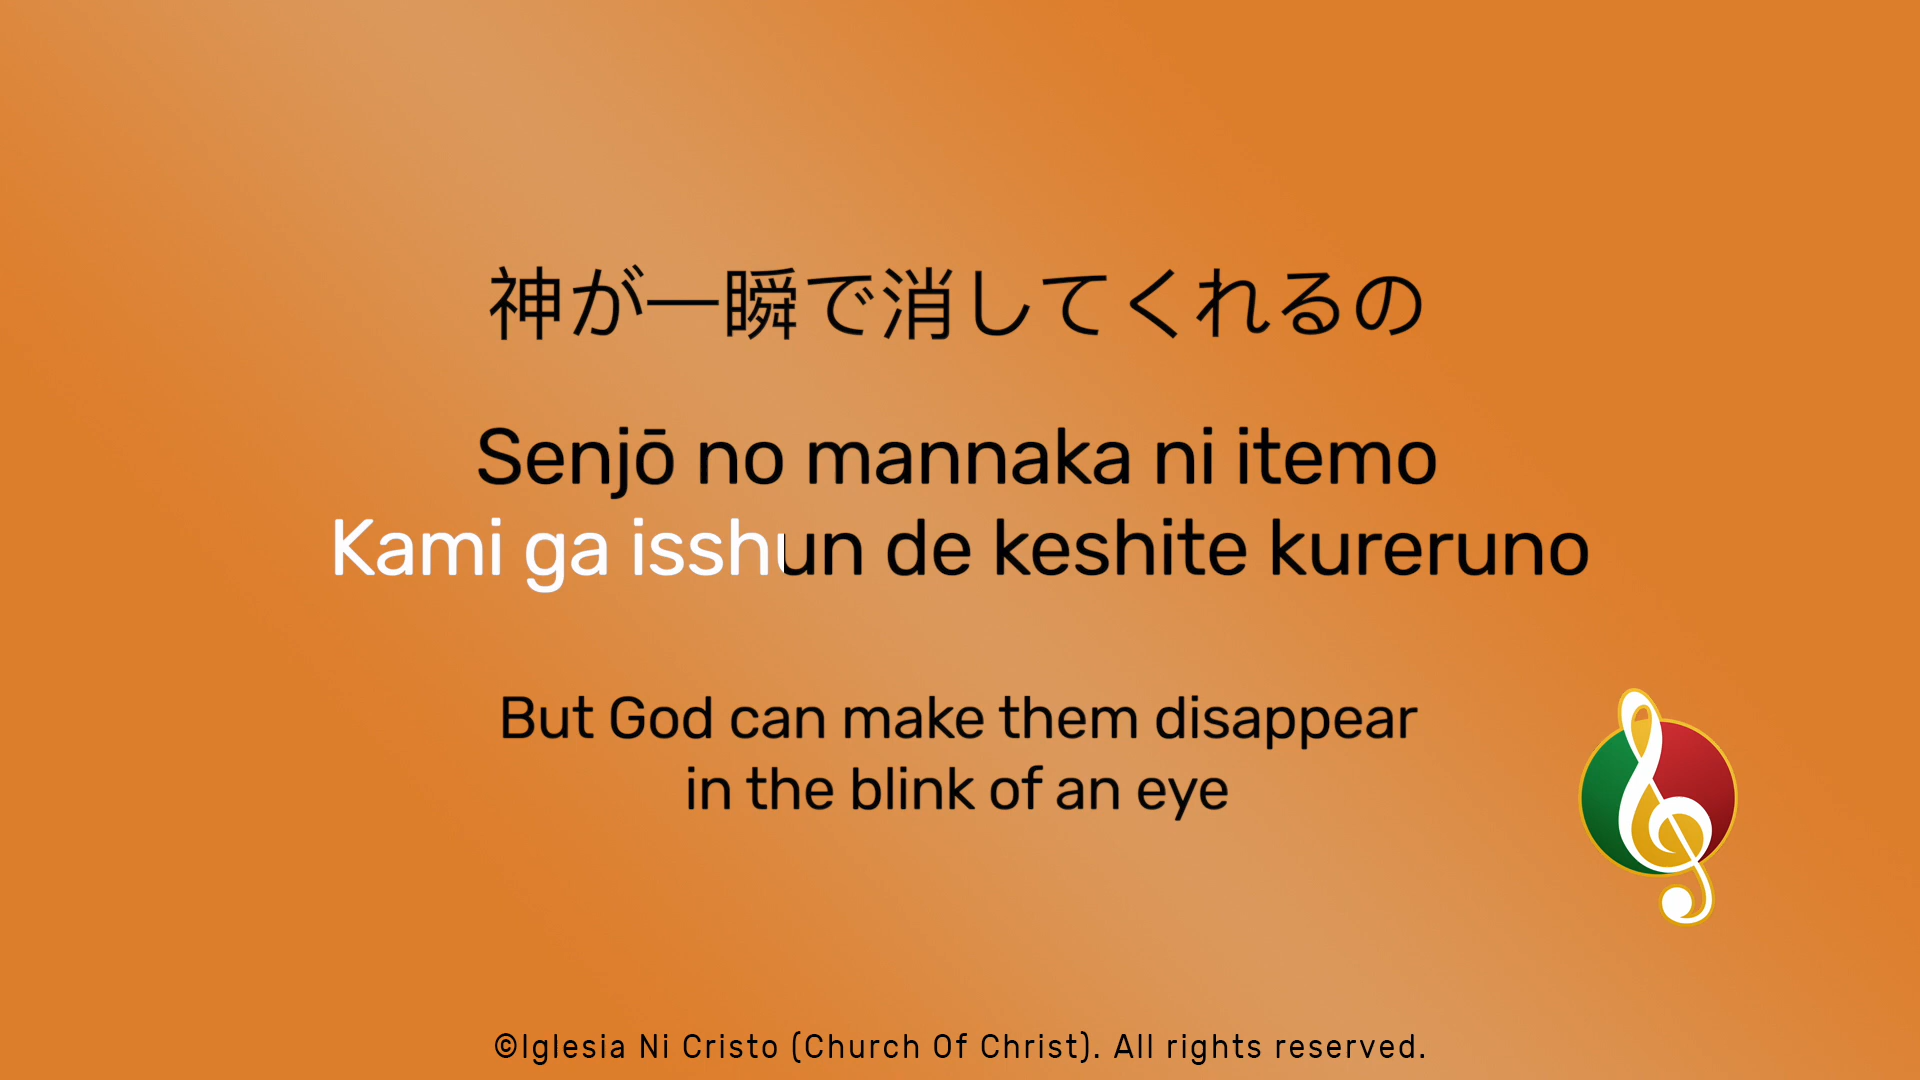 神が一瞬で消してくれるの
Senjō no mannaka ni itemo
Kami ga isshun de keshite kureruno
But God can make them disappear
in the blink of an eye
©Iglesia Ni Cristo (Church Of Christ). All rights reserved.